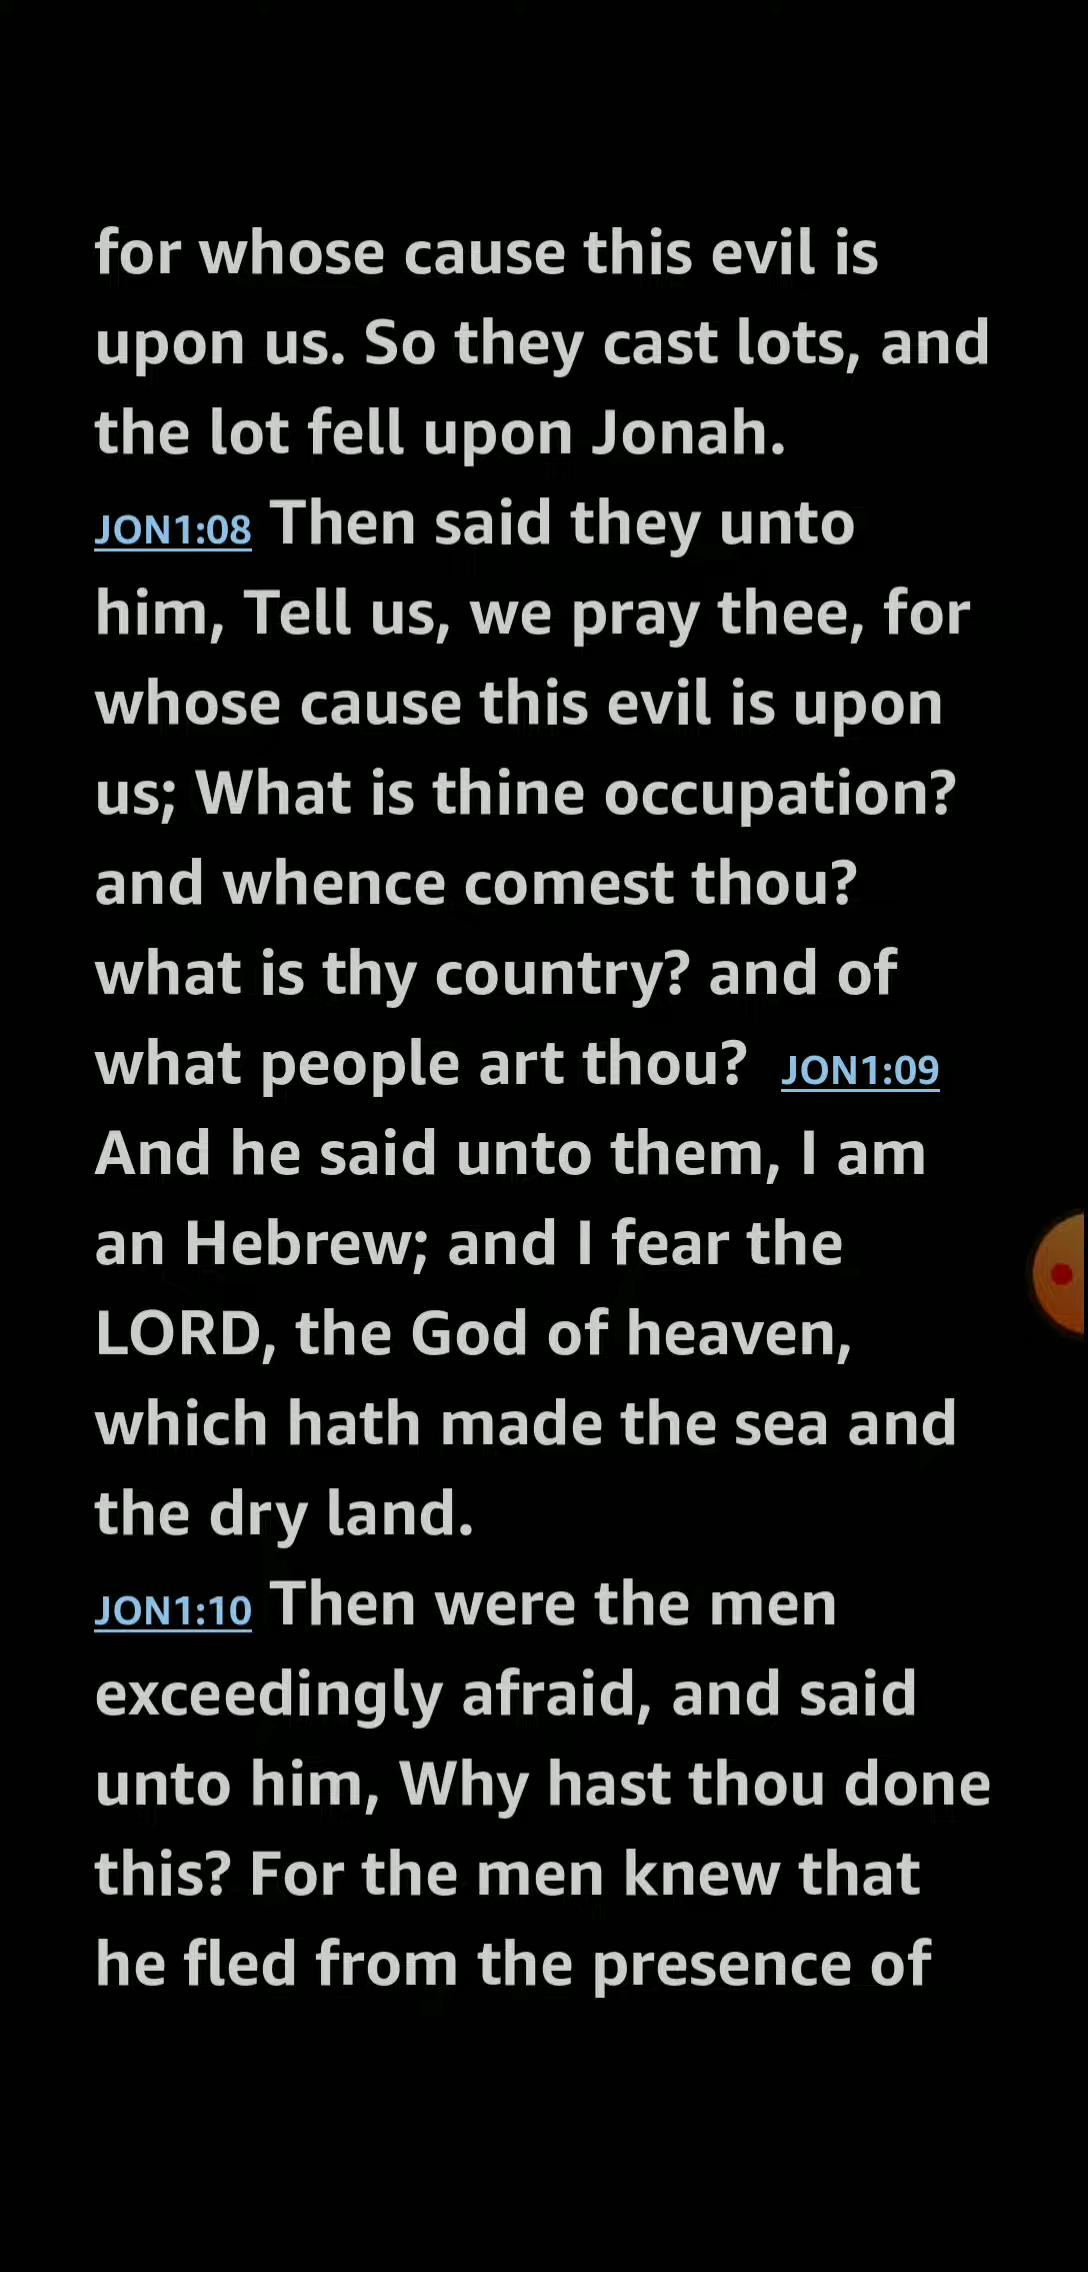 for whose cause this evil is
upon us. So they cast lots, and
the lot fell upon Jonah.
JON1:08 Then said they unto
him, Tell us, we pray thee, for
whose cause this evil is upon
us; What is thine occupation?
and whence comest thou?
what is thy country? and of
what people art thou? JON1:09
And he said unto them, I am
an Hebrew; and I fear the
LORD, the God of heaven,
which hath made the sea and
the dry land.
JON1:10 Then were the men
exceedingly afraid, and said
unto him, Why hast thou done
this? For the men knew that
he fled from the presence of